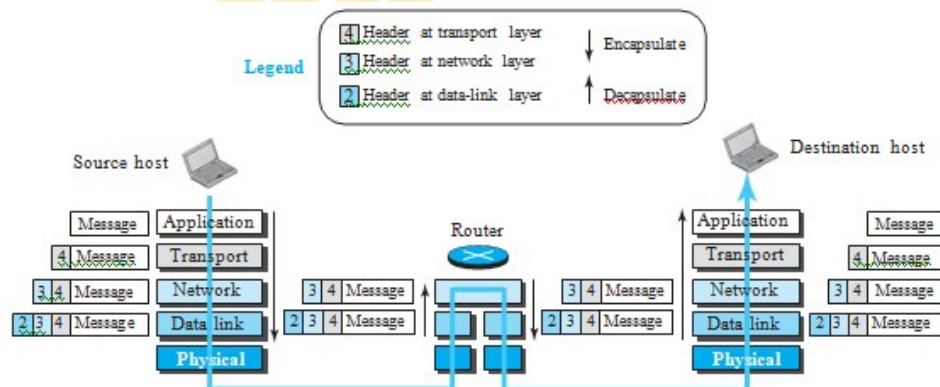 4 Header at transport layer
Encapsulate
3 Header at network layer
Legend
2 Header at data-link layer
Decapsulate
Source host
Destination host
Message Application
Router
Application Message
4 Message Transport
Transport 4 Message
3 4 Message Network
3 4 Message
3 4 Message
Network 3 4 Message
2 3 4 Message Data link
2 3 4 Message
2 3 4 Message
Data link 2 3 4 Message
Physical
Physical